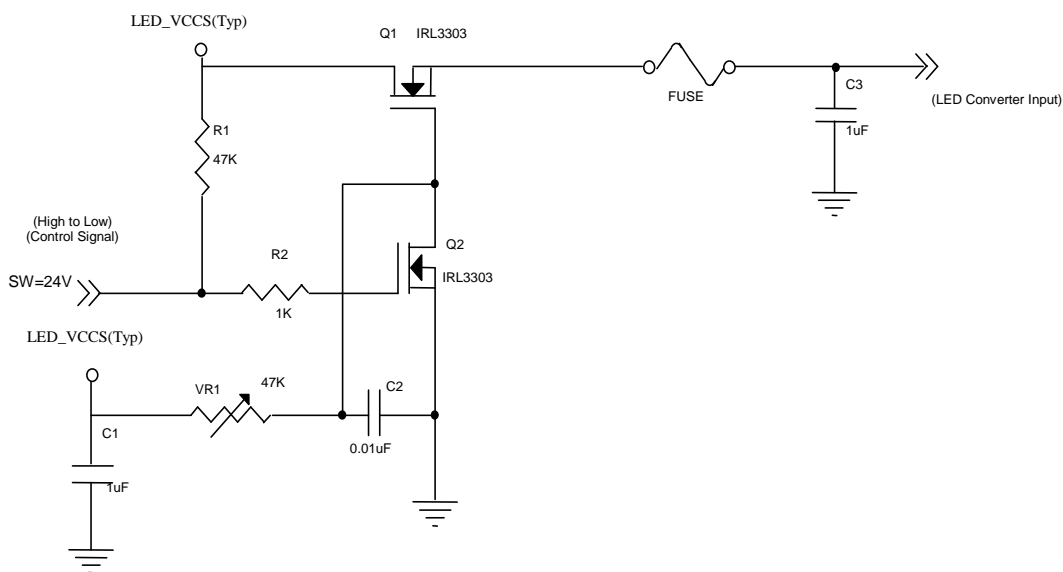 LED_VCCS(Typ)
Q1 IRL3303
R1
47K
FUSE
C3
1uF
(LED Converter Input)
(High to Low)
(Control Signal)
SW=24V
R2
1K
Q2
IRL3303
LED_VCCS(Typ)
VR1
47K
C2
0.01uF
C1
1uF